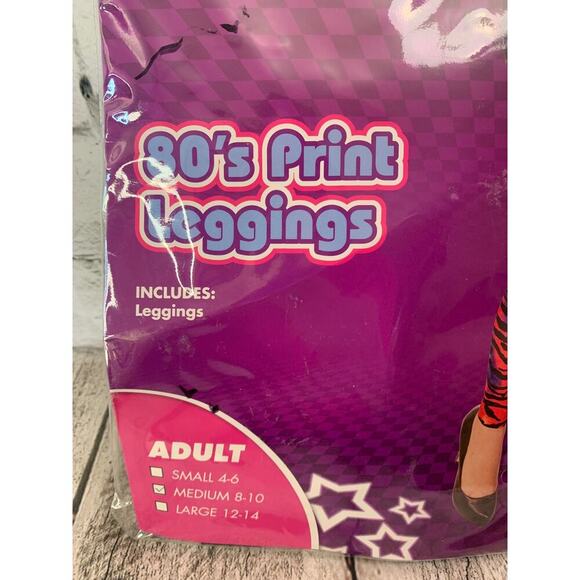 80's Print
Leggings
INCLUDES:
Leggings
ADULT
SMALL 4-6
MEDIUM 8-10
LARGE 12-14